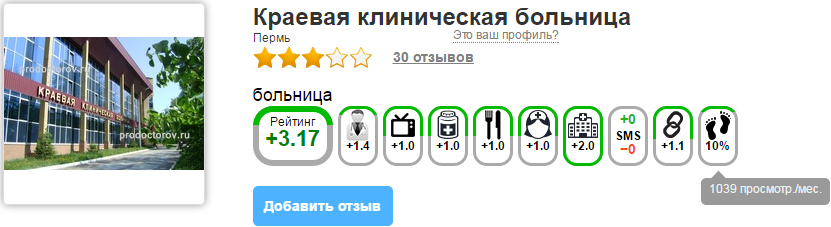 Краевая клиническая больница
Пермь
Это ваш профиль?
30 отзывов
prodoctorov.ru
КРАЕВАЯ КЛИНИЧЕСКАЯ БОЛЬНИЦА
prodoctorov.ru
больница
Рейтинг
+3.17
+1.4
+1.0
+1.0
+1.0
+1.0
+2.0
+0
SMS
−0
+1.1
10%
1039 просмотр./мес.
Добавить отзыв